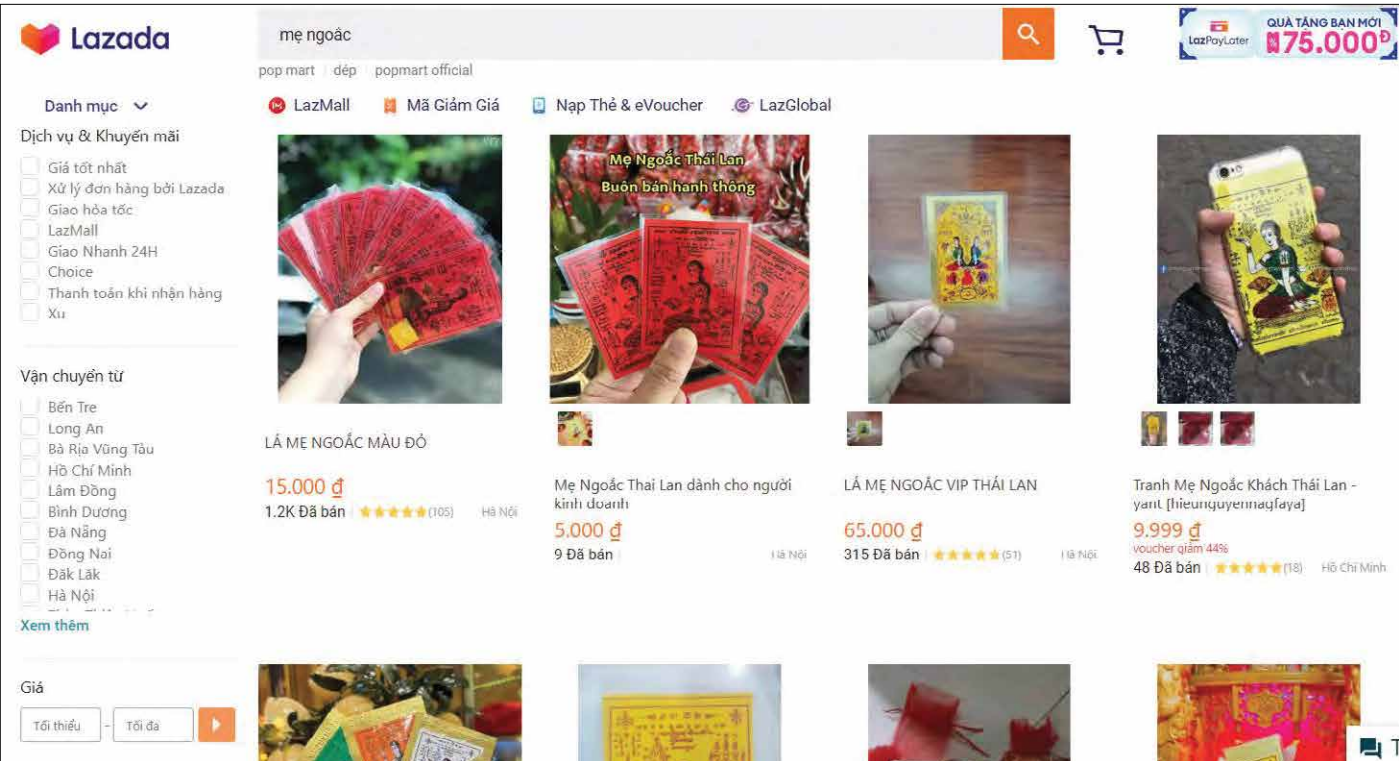 Lazada
mẹ ngoắc
LazPayLater
QUÀ TẶNG BẠN MỚI
75.000Đ
pop mart
dép
popmart official
Danh mục
LazMall
Mã Giảm Giá
Nạp Thẻ & eVoucher
LazGlobal
Dịch vụ & Khuyến mãi
Giá tốt nhất
Xử lý đơn hàng bởi Lazada
Giao hỏa tốc
LazMall
Giao Nhanh 24H
Choice
Thanh toán khi nhận hàng
Xu
Vận chuyển từ
Bến Tre
Long An
Bà Rịa Vũng Tàu
Hồ Chí Minh
Lâm Đồng
Bình Dương
Đà Nẵng
Đồng Nai
Đắk Lắk
Hà Nội
Xem thêm
Giá
Tối thiểu - Tối đa
LÁ MẸ NGOẮC MÀU ĐỎ
15.000 ₫
1.2K Đã bán (105) Hà Nội
Mẹ Ngoắc Thái Lan
Buôn bán hanh thông
Mẹ Ngoắc Thai Lan dành cho người
kinh doanh
5.000 ₫
9 Đã bán Hà Nội
LÁ MẸ NGOẮC VIP THÁI LAN
65.000 ₫
315 Đã bán (51) Hà Nội
Tranh Mẹ Ngoắc Khách Thái Lan -
yant [hieunguyennagfaya]
9.999 ₫
voucher giảm 44%
48 Đã bán (18) Hồ Chí Minh